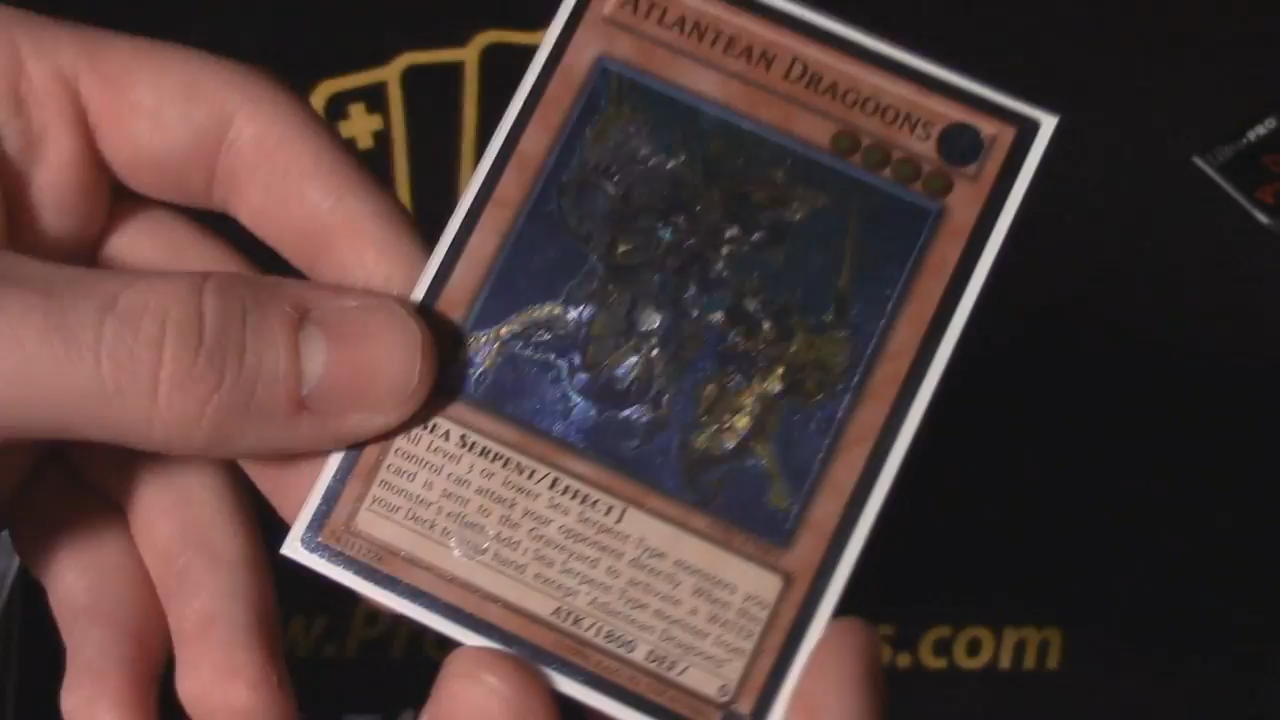 ATLANTEAN DRAGOONS
SEA SERPENT/EFFECT]
All Level 3 or lower Sea Serpent-Type monsters you
control can attack your opponent directly. When this
card is sent to the Graveyard to activate a WATER
monster's effect: Add 1 Sea Serpent-Type monster from
your Deck to hand, except "Atlantean Dragoons".
ATK/1800 DEF/
s.com
PRO